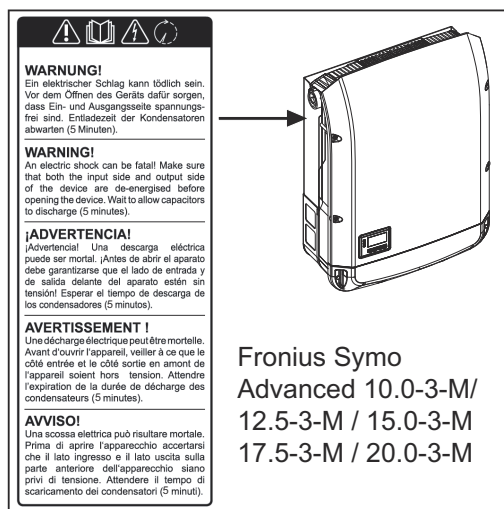 WARNUNG!
Ein elektrischer Schlag kann tödlich sein.
Vor dem Öffnen des Geräts dafür sorgen,
dass Ein- und Ausgangsseite spannungs-
frei sind. Entladezeit der Kondensatoren
abwarten (5 Minuten).
WARNING!
An electric shock can be fatal! Make sure
that both the input side and output side
of the device are de-energised before
opening the device. Wait to allow capacitors
to discharge (5 minutes).
¡ADVERTENCIA!
¡Advertencia! Una descarga eléctrica
puede ser mortal. ¡Antes de abrir el aparato
debe garantizarse que el lado de entrada y
de salida delante del aparato estén sin
tensión! Esperar el tiempo de descarga de
los condensadores (5 minutos).
AVERTISSEMENT !
Une décharge électrique peut être mortelle.
Avant d'ouvrir l'appareil, veiller à ce que le
côté entrée et le côté sortie en amont de
l'appareil soient hors tension. Attendre
l'expiration de la durée de décharge des
condensateurs (5 minutes).
AVVISO!
Una scossa elettrica può risultare mortale.
Prima di aprire l'apparecchio accertarsi
che il lato ingresso e il lato uscita sulla
parte anteriore dell'apparecchio siano
privi di tensione. Attendere il tempo di
scaricamento dei condensatori (5 minuti).
Fronius Symo
Advanced 10.0-3-M/
12.5-3-M / 15.0-3-M
17.5-3-M / 20.0-3-M